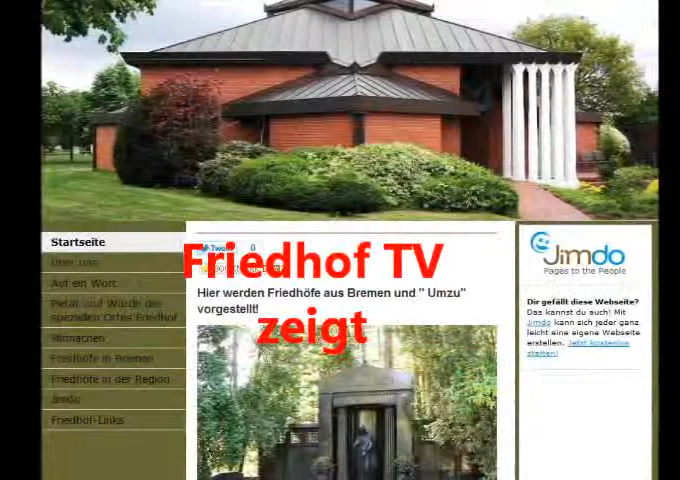 Startseite
Über uns
Auf ein Wort
Pietät und Würde des
speziellen Ortes Friedhof
Mitmachen
Friedhöfe in Bremen
Friedhöfe in der Region
Jimdo
Friedhof-Links
Tweet 0
Friedhof TV
Hier werden Friedhöfe aus Bremen und " Umzu"
vorgestellt!
zeigt
Jimdo
Pages to the People
Dir gefällt diese Webseite?
Das kannst du auch! Mit
Jimdo kann sich jeder ganz
leicht eine eigene Webseite
erstellen. Jetzt kostenlos
starten!